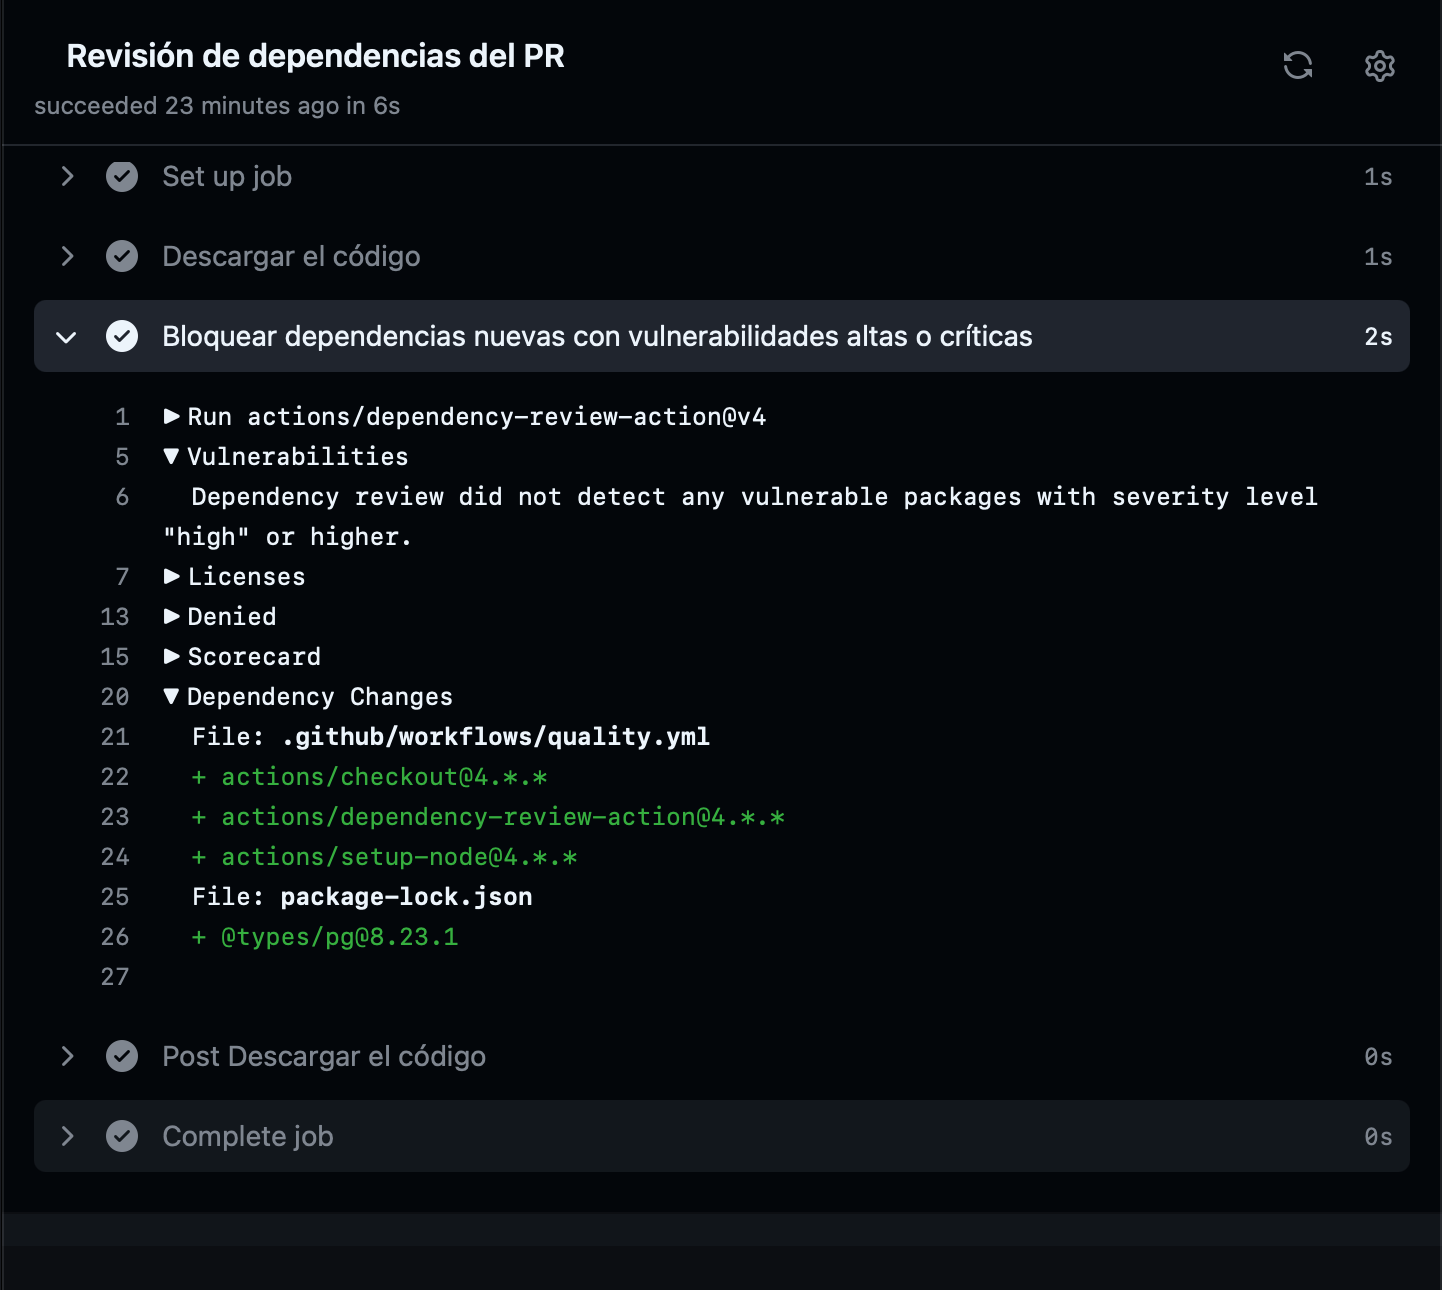 Revisión de dependencias del PR
succeeded 23 minutes ago in 6s
Set up job 1s
Descargar el código 1s
Bloquear dependencias nuevas con vulnerabilidades altas o críticas 2s
1 Run actions/dependency-review-action@v4
5 Vulnerabilities
6 Dependency review did not detect any vulnerable packages with severity level
"high" or higher.
7 Licenses
13 Denied
15 Scorecard
20 Dependency Changes
21 File: .github/workflows/quality.yml
22 + actions/checkout@4.*.*
23 + actions/dependency-review-action@4.*.*
24 + actions/setup-node@4.*.*
25 File: package-lock.json
26 + @types/pg@8.23.1
27
Post Descargar el código 0s
Complete job 0s